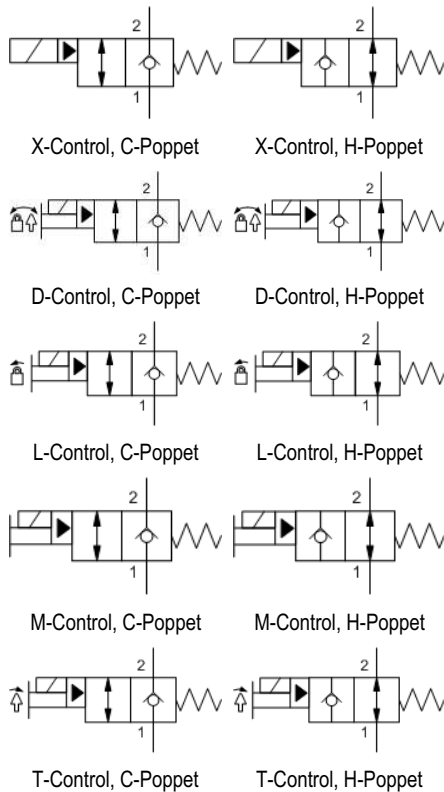 2 2
1 1
X-Control, C-Poppet X-Control, H-Poppet
2 2
1 1
D-Control, C-Poppet D-Control, H-Poppet
2 2
1 1
L-Control, C-Poppet L-Control, H-Poppet
2 2
1 1
M-Control, C-Poppet M-Control, H-Poppet
2 2
1 1
T-Control, C-Poppet T-Control, H-Poppet